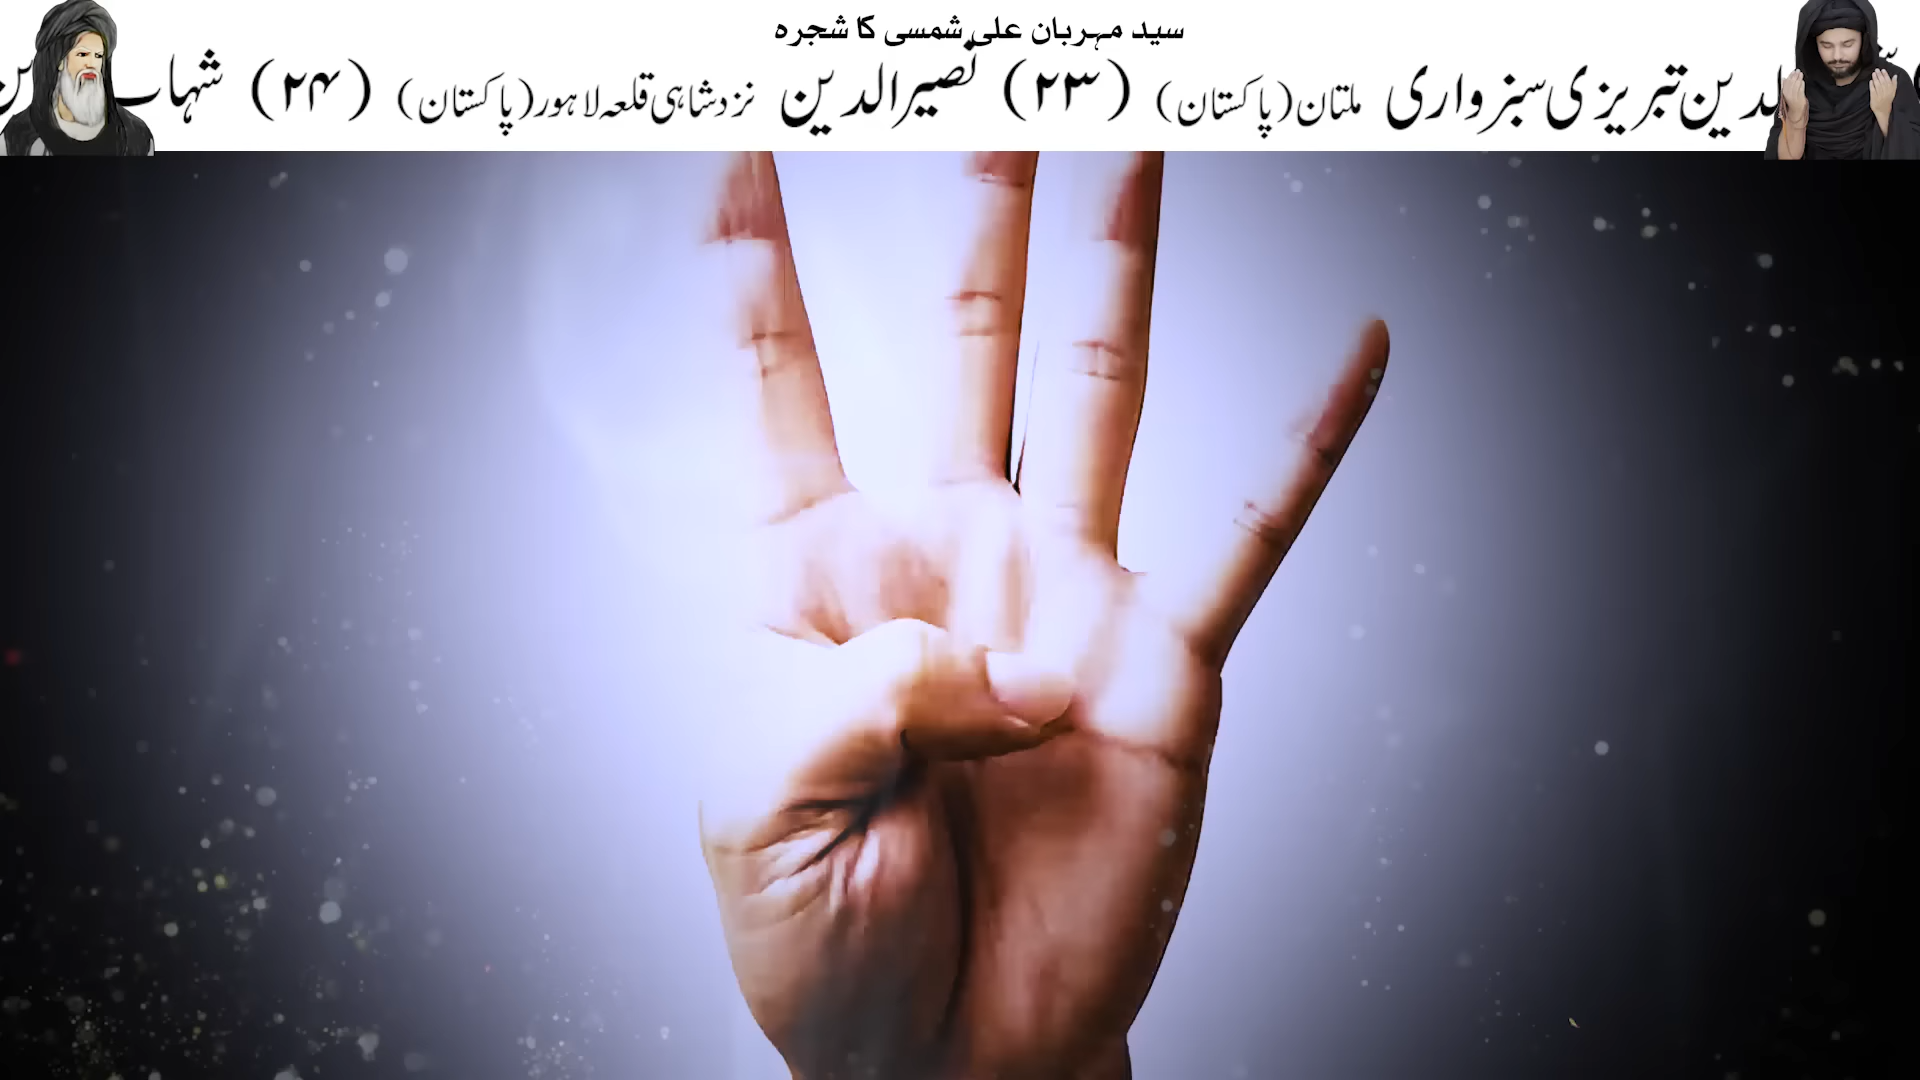 سید مہربان علی شمسی کا شجرہ
الدین تبریزی سبزواری ملتان (پاکستان) (۲۳) نصیرالدین نزد شاہی قلعہ لاہور (پاکستان) (۲۴) شہاب